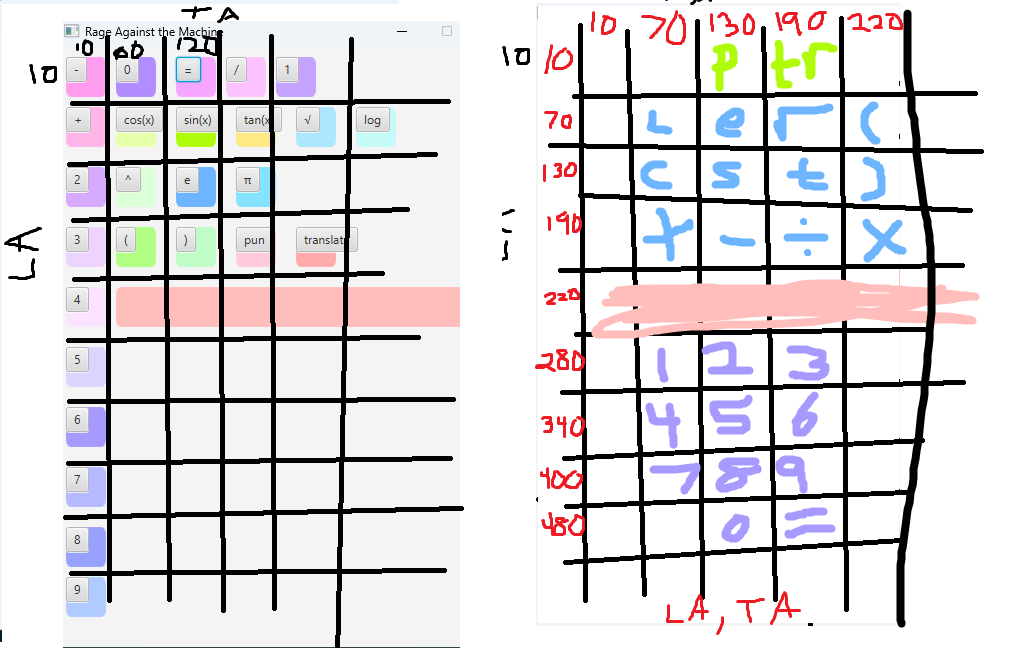 TA
Rage Against the Machine
10 60 120
10 - 0 = / 1
+ cos(x) sin(x) tan(x √ log
2 ^ e π
LA
3 ( ) pun translat
4
5
6
7
8
9
10 70 130 190 220
10 10 p tr
70 L e √ (
130 c s t )
190 + - ÷ ×
220
280 1 2 3
340 4 5 6
400 7 8 9
480 0 =
LA, TA.